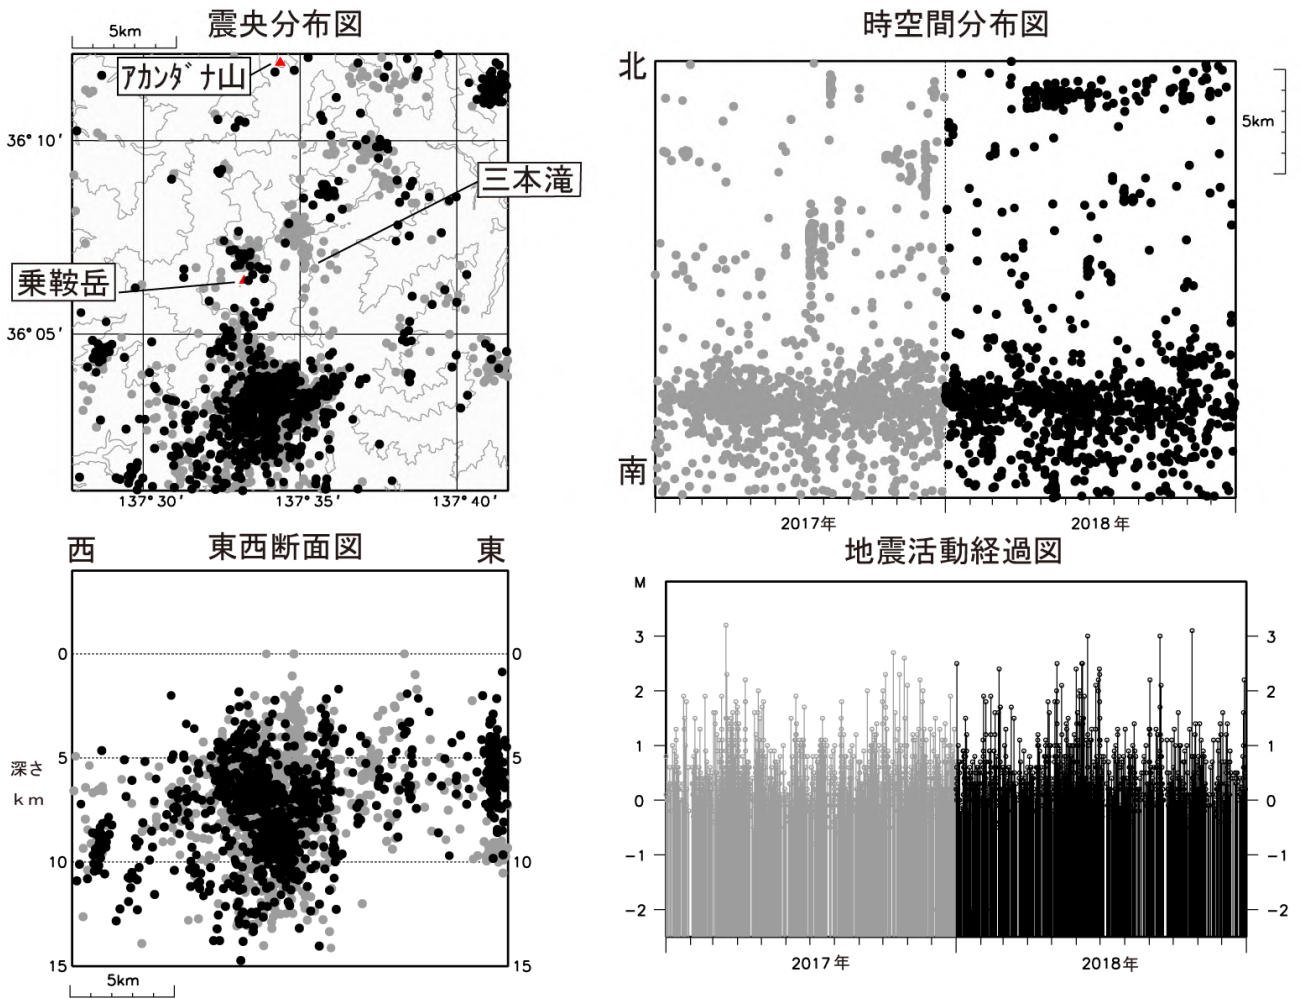 震央分布図
5km
アカンダナ山
36° 10′
三本滝
乗鞍岳
36° 05′
137° 30′
137° 35′
137° 40′
時空間分布図
北
5km
南
2017年
2018年
東西断面図
西
東
0
0
5
5
深さ
km
10
10
15
15
5km
地震活動経過図
M
3
3
2
2
1
1
0
0
-1
-1
-2
-2
2017年
2018年